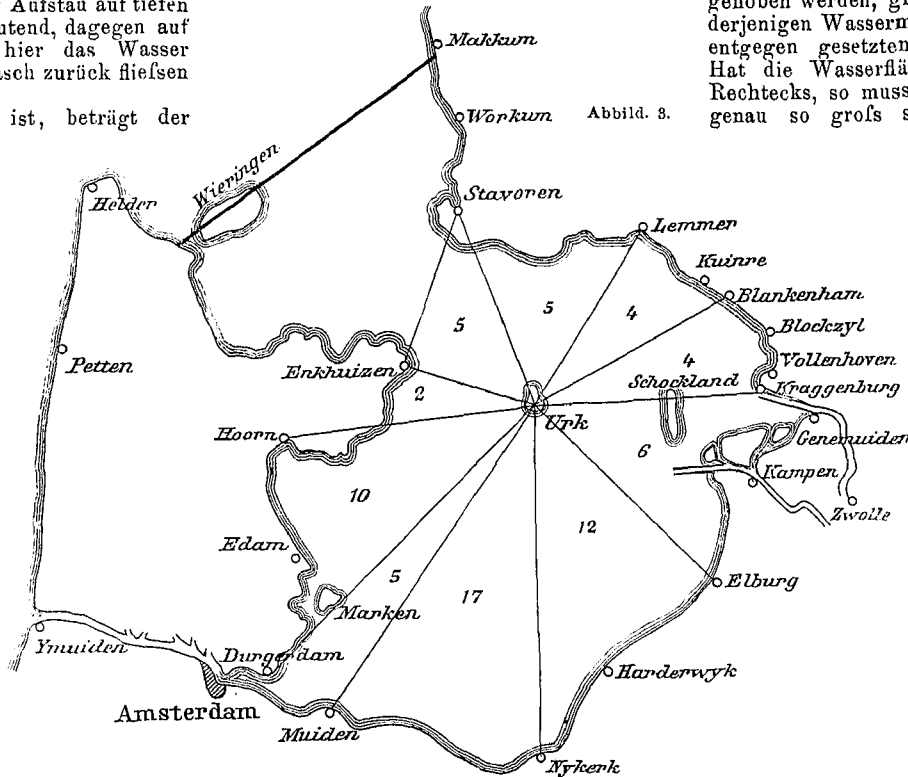 Aufstau auf tiefen
utend, dagegen auf
hier das Wasser
asch zurück fliefsen
ist, beträgt der
gehoben werden,
derjenigen Wasserm
entgegen gesetzten
Hat die Wasserflä
Rechtecks, so muss
genau so grofs s
Abbild. 3.
Makkum
Workum
Wieringen
Stavoren
Helder
Lemmer
Kuinre
Blankenham
5
5
4
Blockzyl
Petten
Enkhuizen
4
Vollenhoven
2
Schockland
Kraggenburg
Urk
Hoorn
6
Genemuiden
Kampen
10
Zwolle
12
Edam
5
17
Elburg
Marken
Ymuiden
Durgerdam
Harderwyk
Amsterdam
Muiden
Nykerk